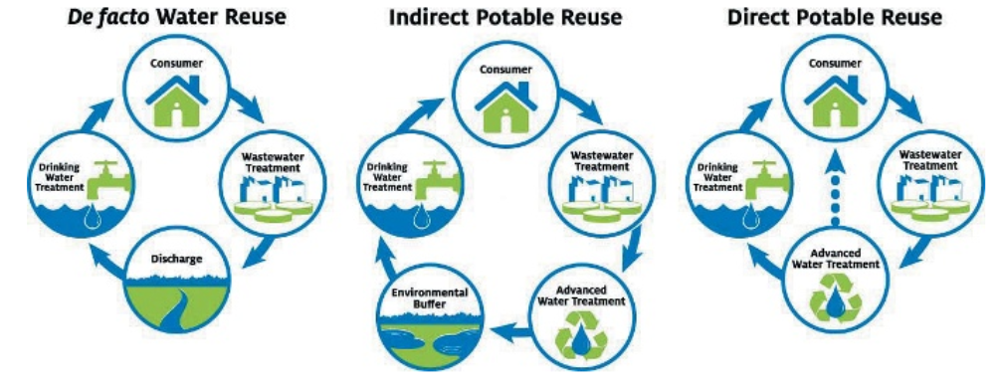 De facto Water Reuse
Consumer
Wastewater
Treatment
Discharge
Drinking
Water
Treatment
Indirect Potable Reuse
Consumer
Wastewater
Treatment
Advanced
Water Treatment
Environmental
Buffer
Drinking
Water
Treatment
Direct Potable Reuse
Consumer
Wastewater
Treatment
Advanced
Water Treatment
Drinking
Water
Treatment